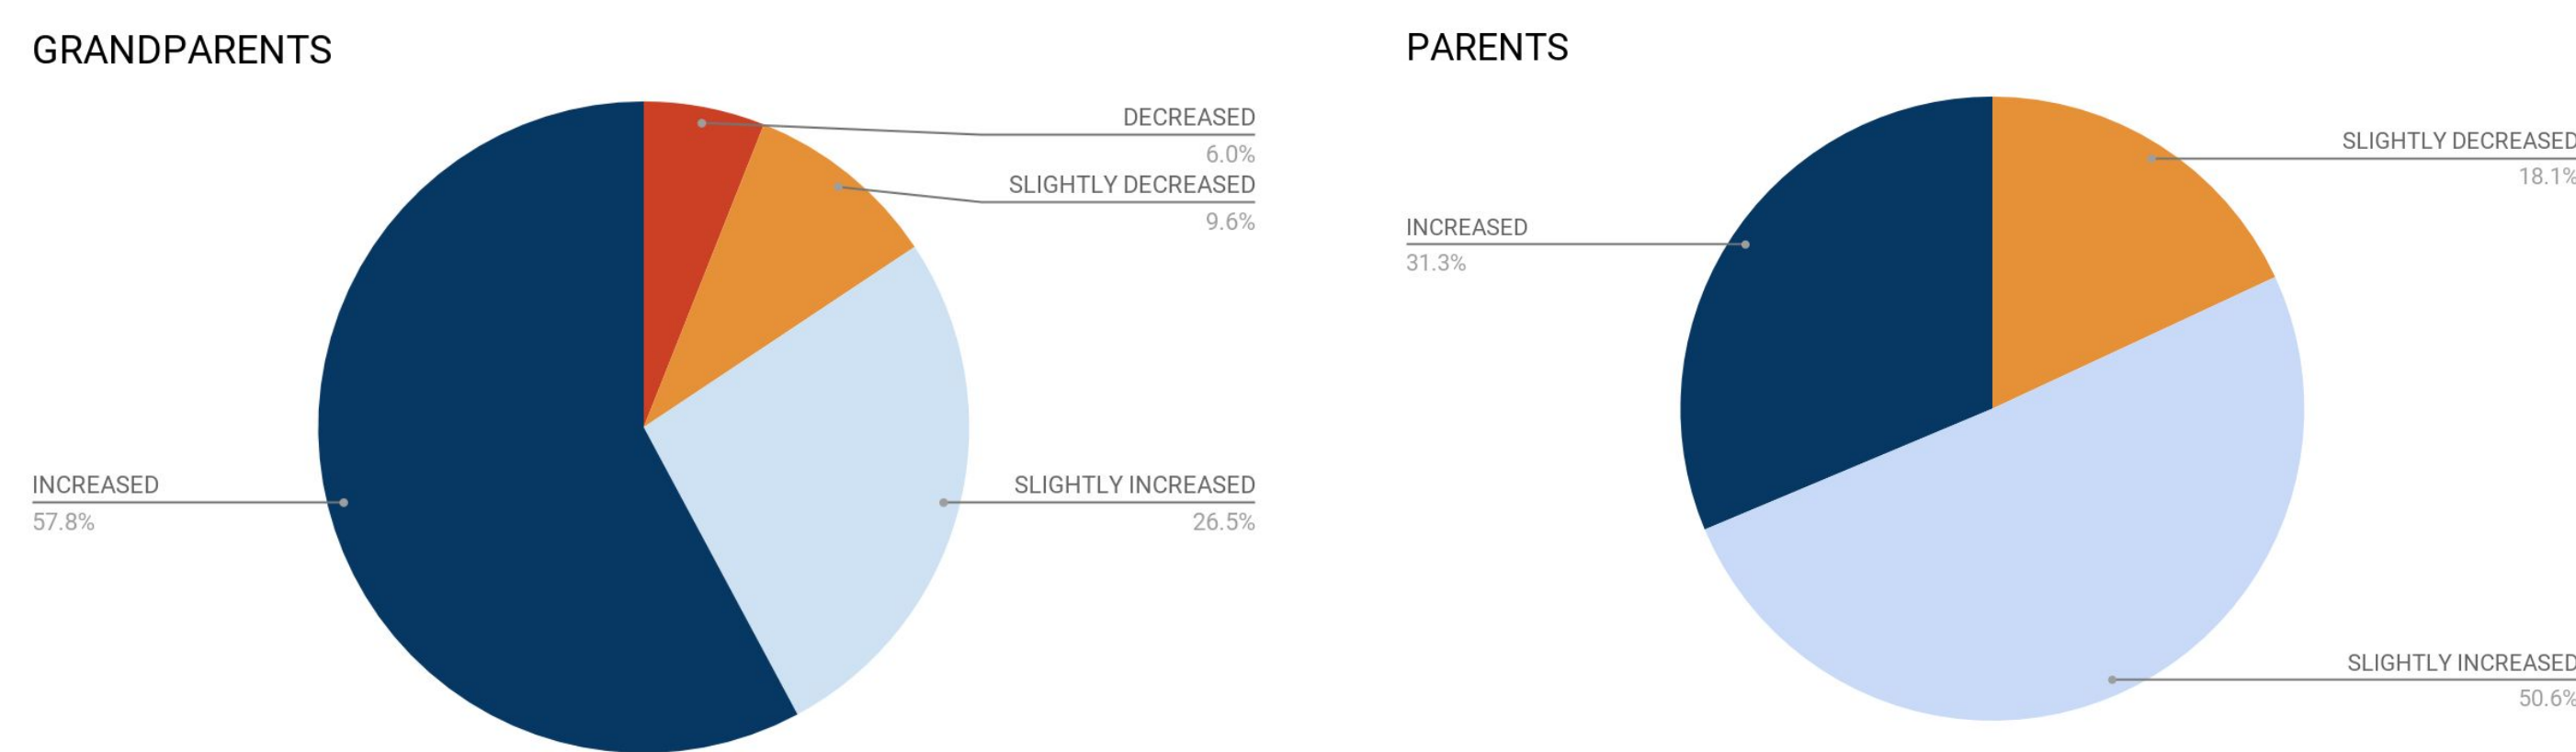 GRANDPARENTS
DECREASED
6.0%
SLIGHTLY DECREASED
9.6%
SLIGHTLY INCREASED
26.5%
INCREASED
57.8%
PARENTS
SLIGHTLY DECREASED
18.1%
INCREASED
31.3%
SLIGHTLY INCREASED
50.6%